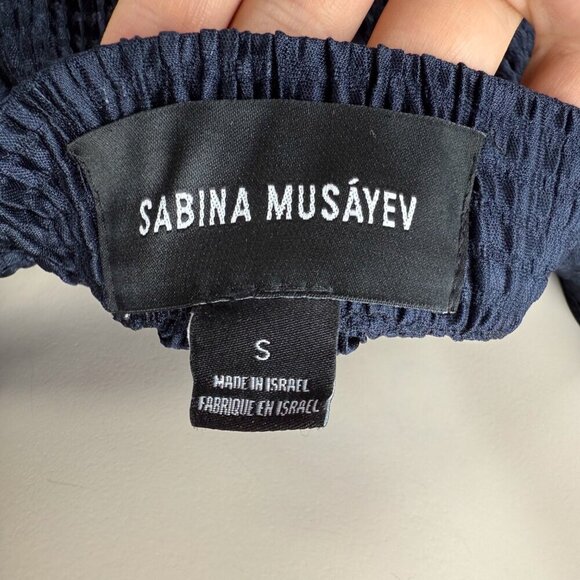 SABINA MUSÁYEV
S
MADE IN ISRAEL
FABRIQUE EN ISRAEL